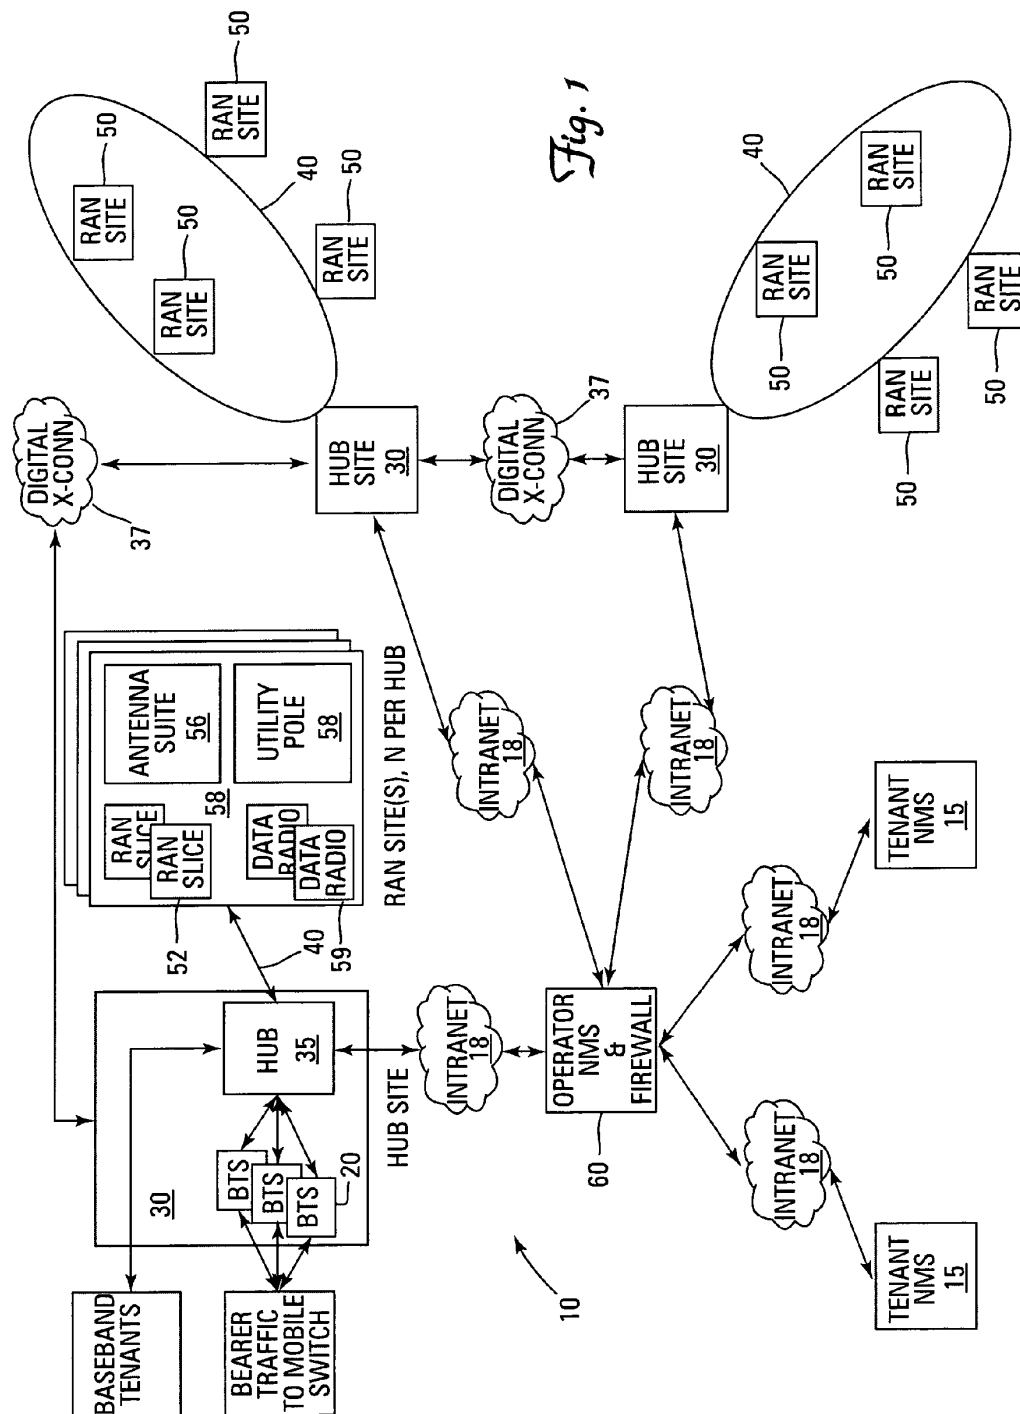 BASEBAND
TENANTS
BEARER
TRAFFIC
TO MOBILE
SWITCH
30
BTS
BTS
BTS
20
HUB
35
HUB SITE
40
RAN
SLICE
RAN
SLICE
52
58
DATA
RADIO
DATA
RADIO
59
ANTENNA
SUITE
56
UTILITY
POLE
58
RAN SITE(S), N PER HUB
37
DIGITAL
X-CONN
HUB
SITE
30
RAN
SITE
50
RAN
SITE
50
40
RAN
SITE
50
RAN
SITE
50
10
INTRANET
18
OPERATOR
NMS
&
FIREWALL
60
INTRANET
18
INTRANET
18
DIGITAL
X-CONN
37
HUB
SITE
30
Fig. 1
40
RAN
SITE
50
RAN
SITE
50
RAN
SITE
50
RAN
SITE
50
INTRANET
18
INTRANET
18
TENANT
NMS
15
TENANT
NMS
15